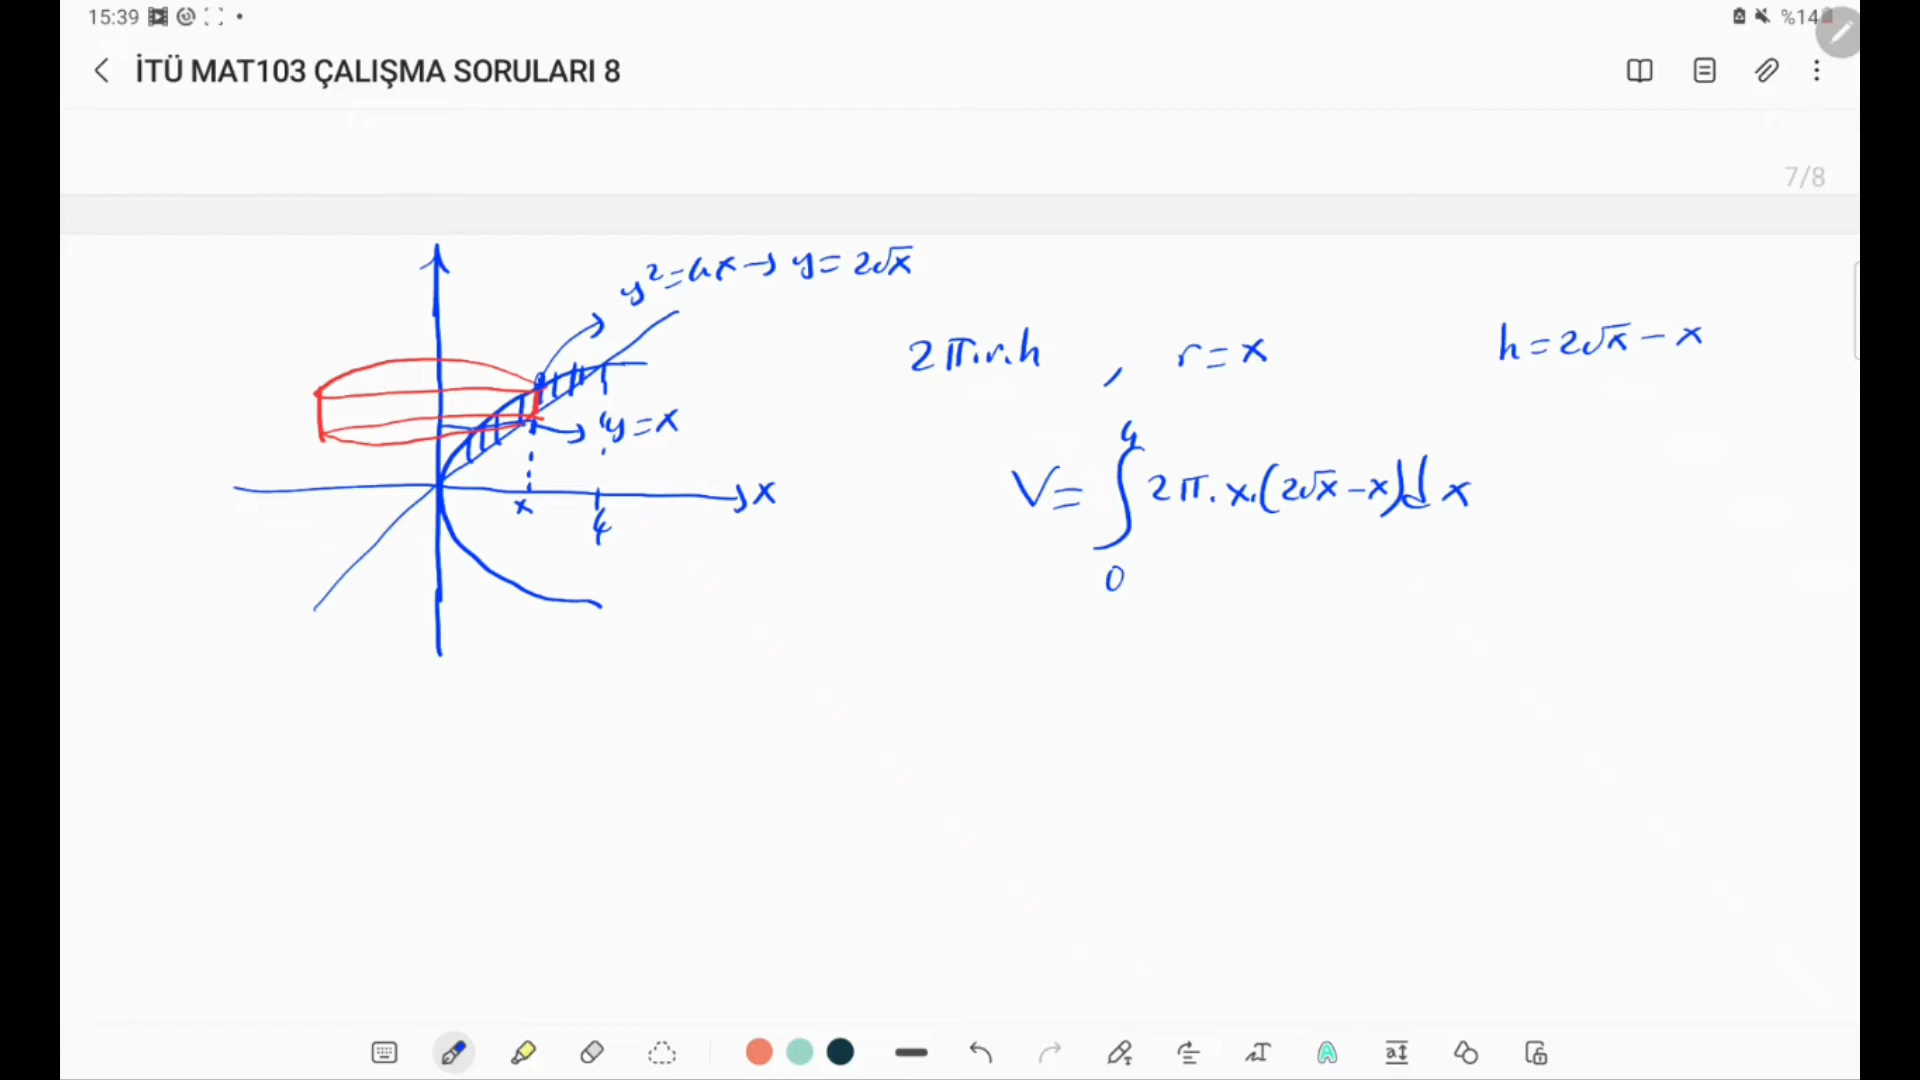 15:39
%14
İTÜ MAT103 ÇALIŞMA SORULARI 8
7/8
y²=4x→ y=2√x
2π.r.h , r=x h=2√x-x
y=x
x
x
4
V=∫₀⁴ 2π.x.(2√x-x)dx